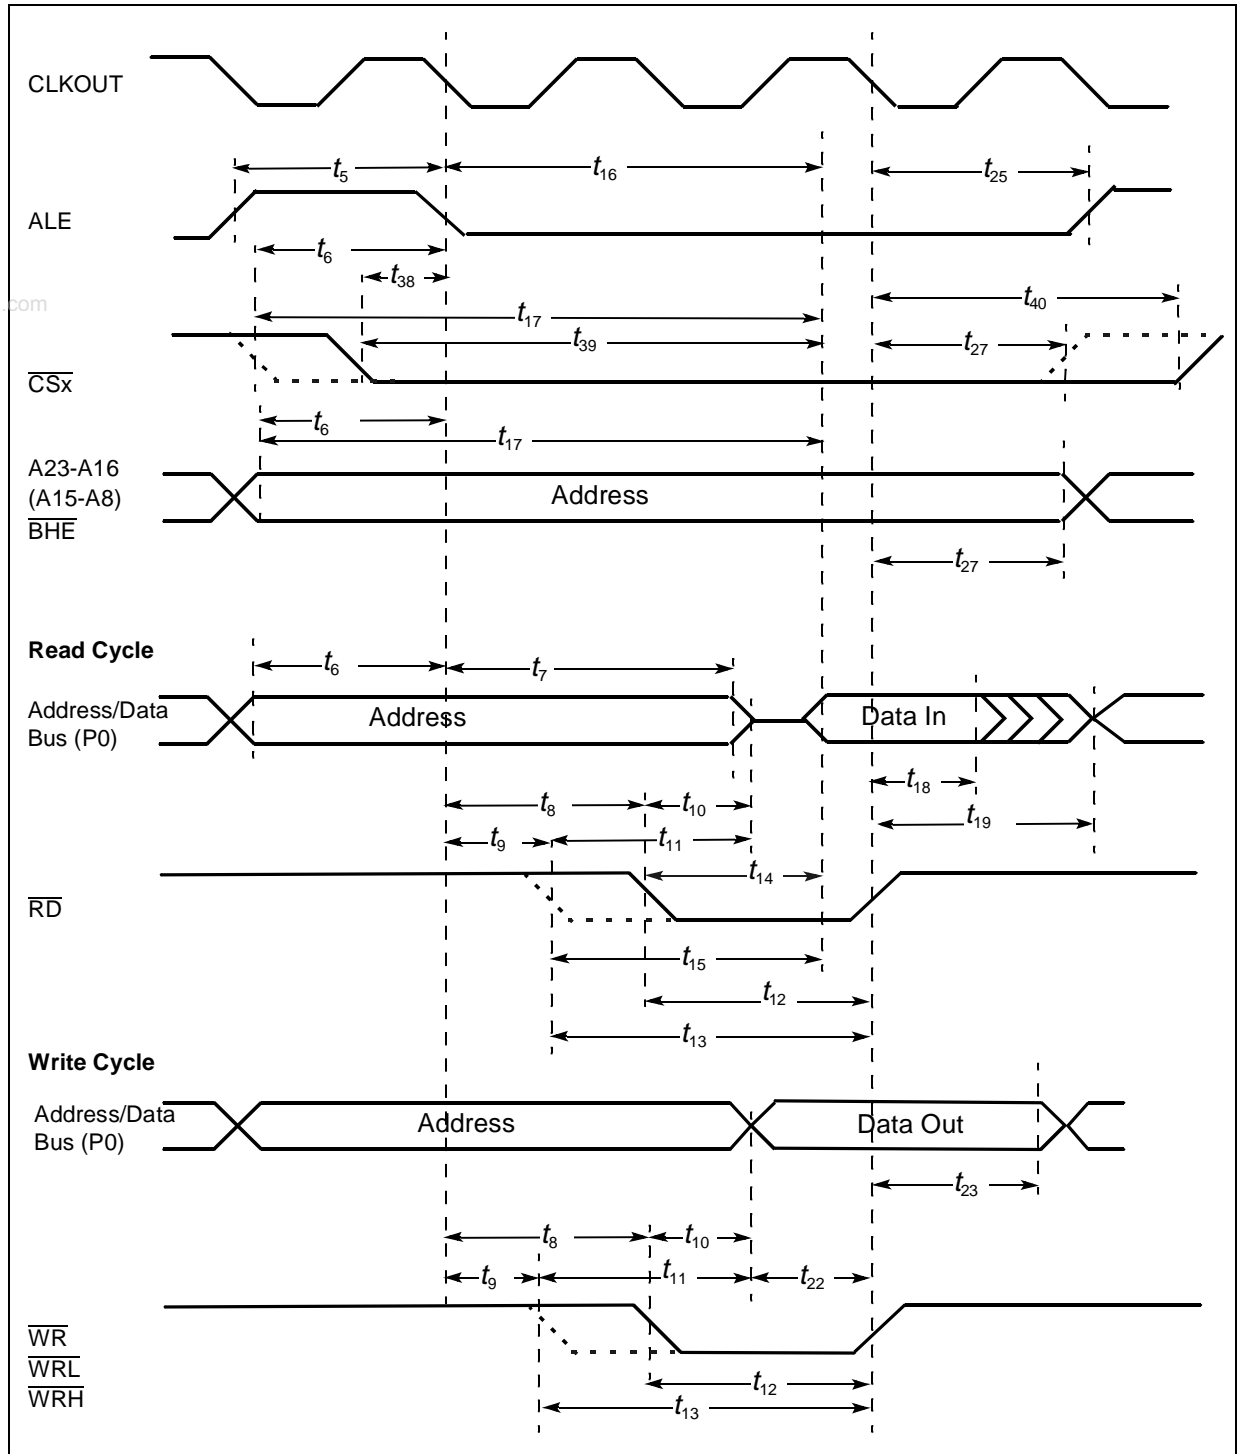 CLKOUT
t5
t16
t25
ALE
t6
t38
.com
t17
t40
t39
t27
CSx
t6
t17
A23-A16
(A15-A8)
Address
BHE
t27
Read Cycle
t6
t7
Address/Data
Bus (P0)
Address
Data In
t18
t8
t10
t19
t9
t11
t14
RD
t15
t12
t13
Write Cycle
Address/Data
Bus (P0)
Address
Data Out
t23
t8
t10
t9
t11
t22
WR
WRL
WRH
t12
t13